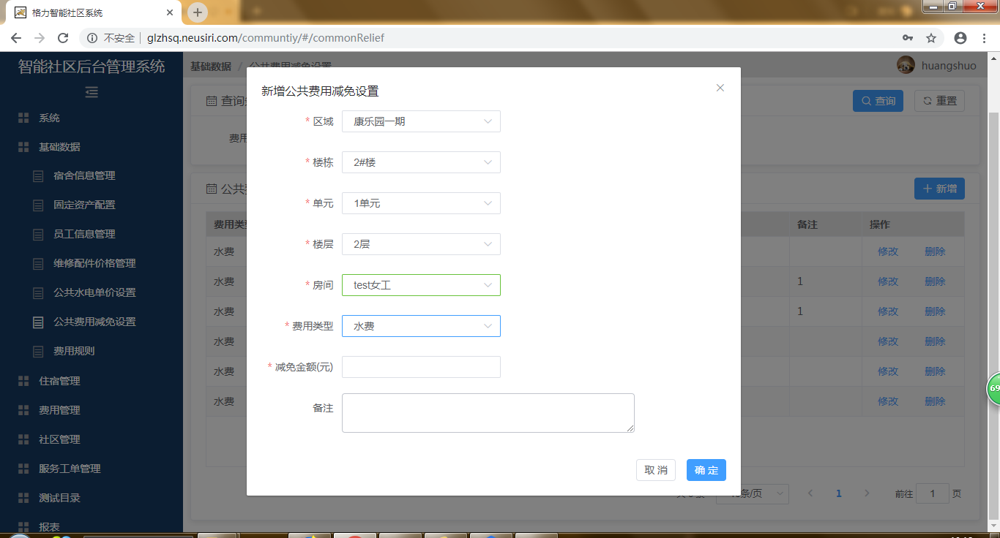 格力智能社区系统
不安全 glzhsq.neusiri.com/communtiy/#/commonRelief
智能社区后台管理系统
基础数据 / 公共费用减免设置
huangshuo
系统
基础数据
宿舍信息管理
固定资产配置
员工信息管理
维修配件价格管理
公共水电单价设置
公共费用减免设置
费用规则
住宿管理
费用管理
社区管理
服务工单管理
测试目录
报表
查询
查询 重置
费用
公共
新增
费用类 备注 操作
水费 修改 删除
水费 1 修改 删除
水费 1 修改 删除
水费 修改 删除
水费 修改 删除
水费 修改 删除
条/页 1 前往 1 页
新增公共费用减免设置
* 区域 康乐园一期
* 楼栋 2#楼
* 单元 1单元
* 楼层 2层
* 房间 test女工
* 费用类型 水费
* 减免金额(元)
备注
取 消 确 定
69